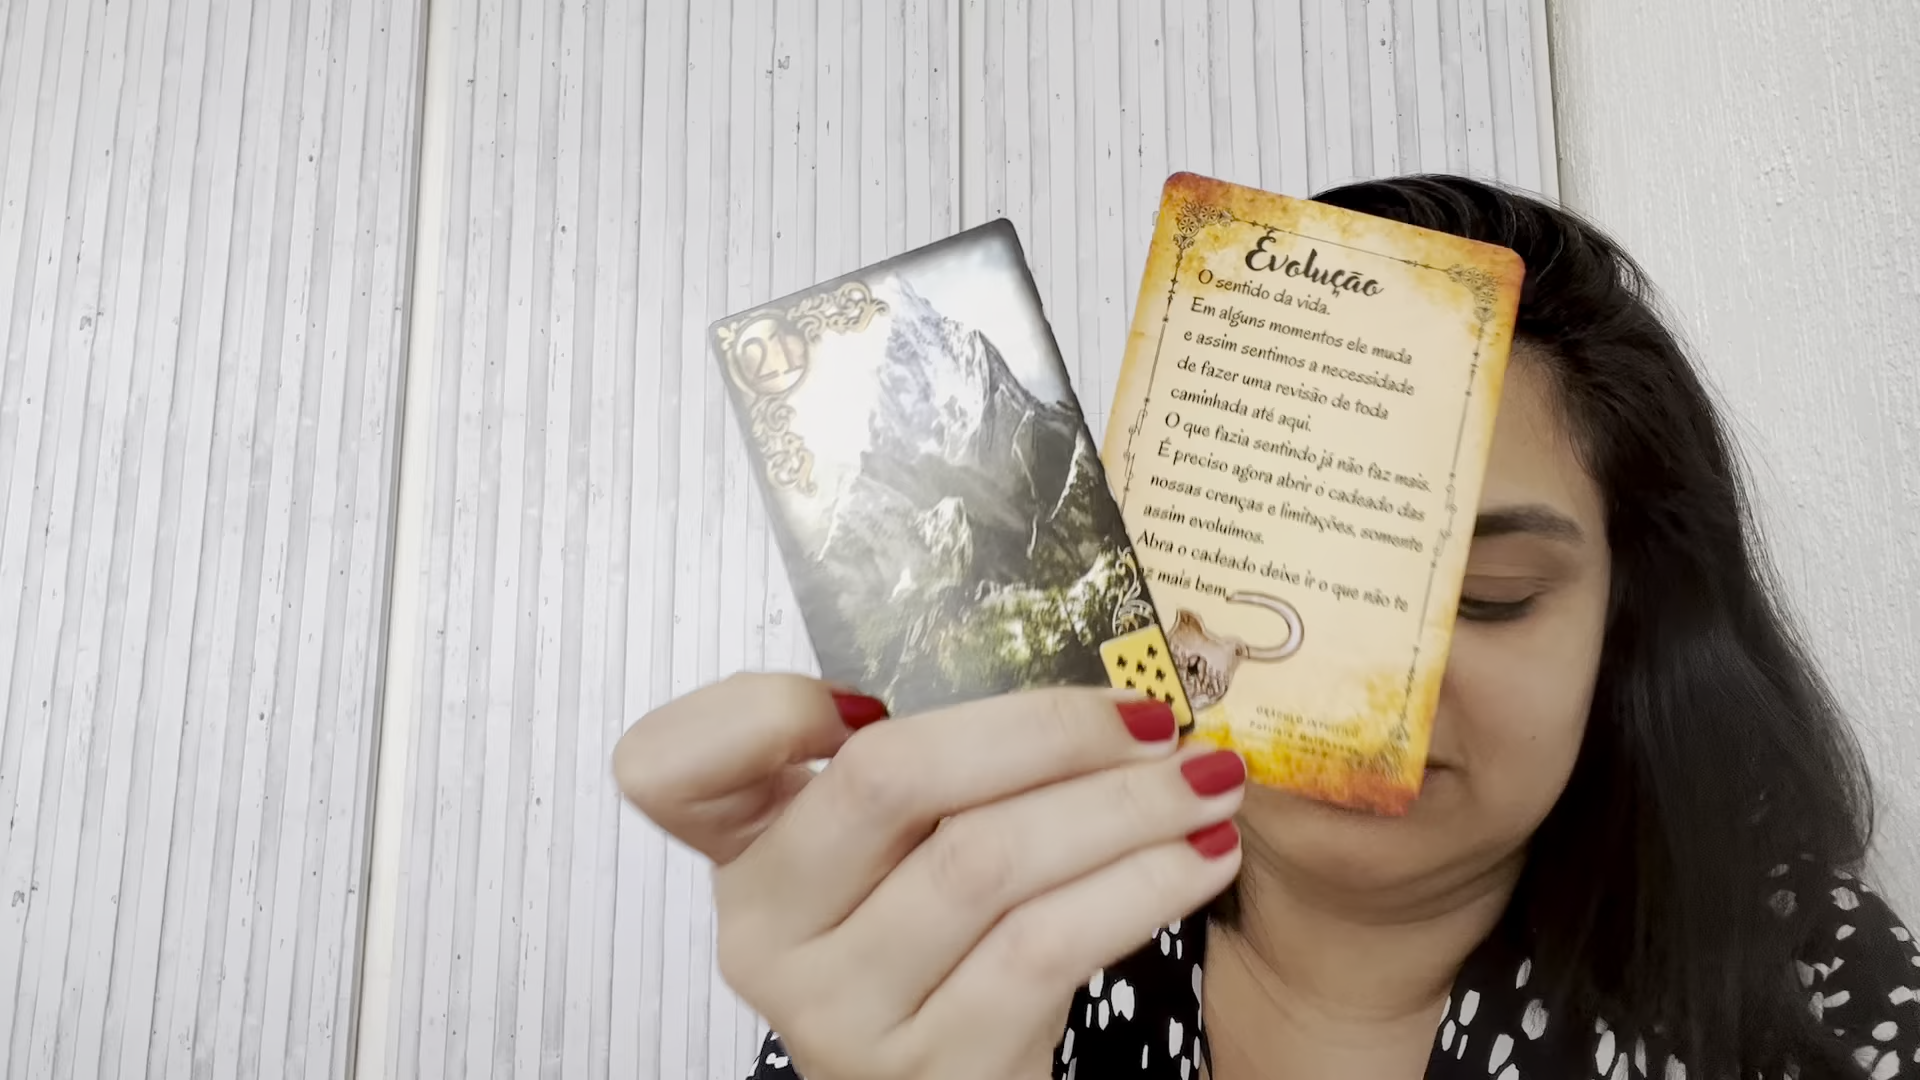 21
Evolução
O sentido da vida.
Em alguns momentos ele muda
e assim sentimos a necessidade
de fazer uma revisão de toda
caminhada até aqui.
O que fazia sentindo já não faz mais.
É preciso agora abrir o cadeado das
nossas crenças e limitações, somente
assim evoluímos.
Abra o cadeado deixe ir o que não te
mais bem.
ORÁCULO INTUITIVO